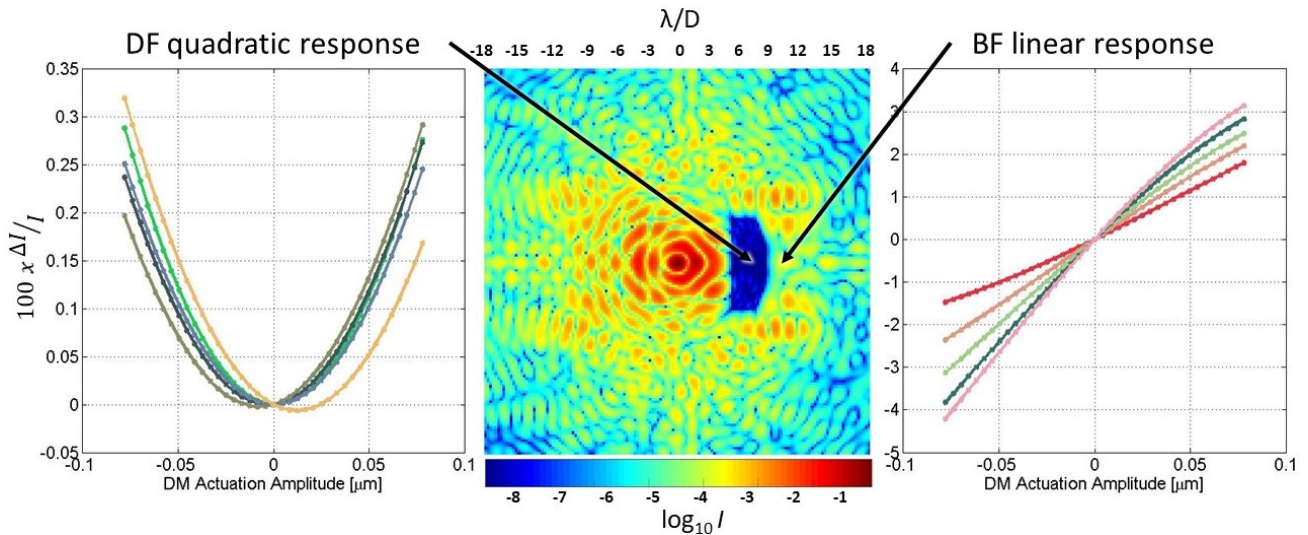 λ/D
DF quadratic response
-18 -15 -12 -9 -6 -3 0 3 6 9 12 15 18
BF linear response
100 x ΔI/I
0.35
0.3
0.25
0.2
0.15
0.1
0.05
0
0.05
-0.1 -0.05 0 0.05 0.1
DM Actuation Amplitude [μm]
-8 -7 -6 -5 -4 -3 -2 -1
log10 I
4
3
2
1
0
-1
-2
-3
-4
-5
-0.1 -0.05 0 0.05 0.1
DM Actuation Amplitude [μm]